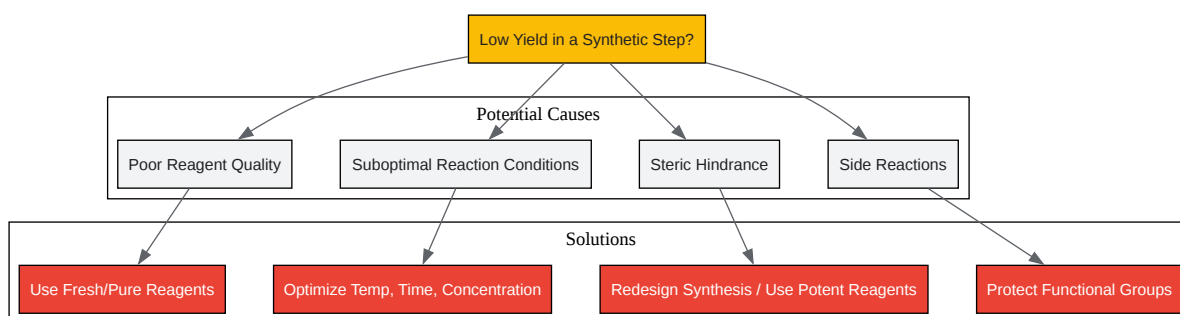 Low Yield in a Synthetic Step?
Potential Causes
Poor Reagent Quality
Suboptimal Reaction Conditions
Steric Hindrance
Side Reactions
Solutions
Use Fresh/Pure Reagents
Optimize Temp, Time, Concentration
Redesign Synthesis / Use Potent Reagents
Protect Functional Groups